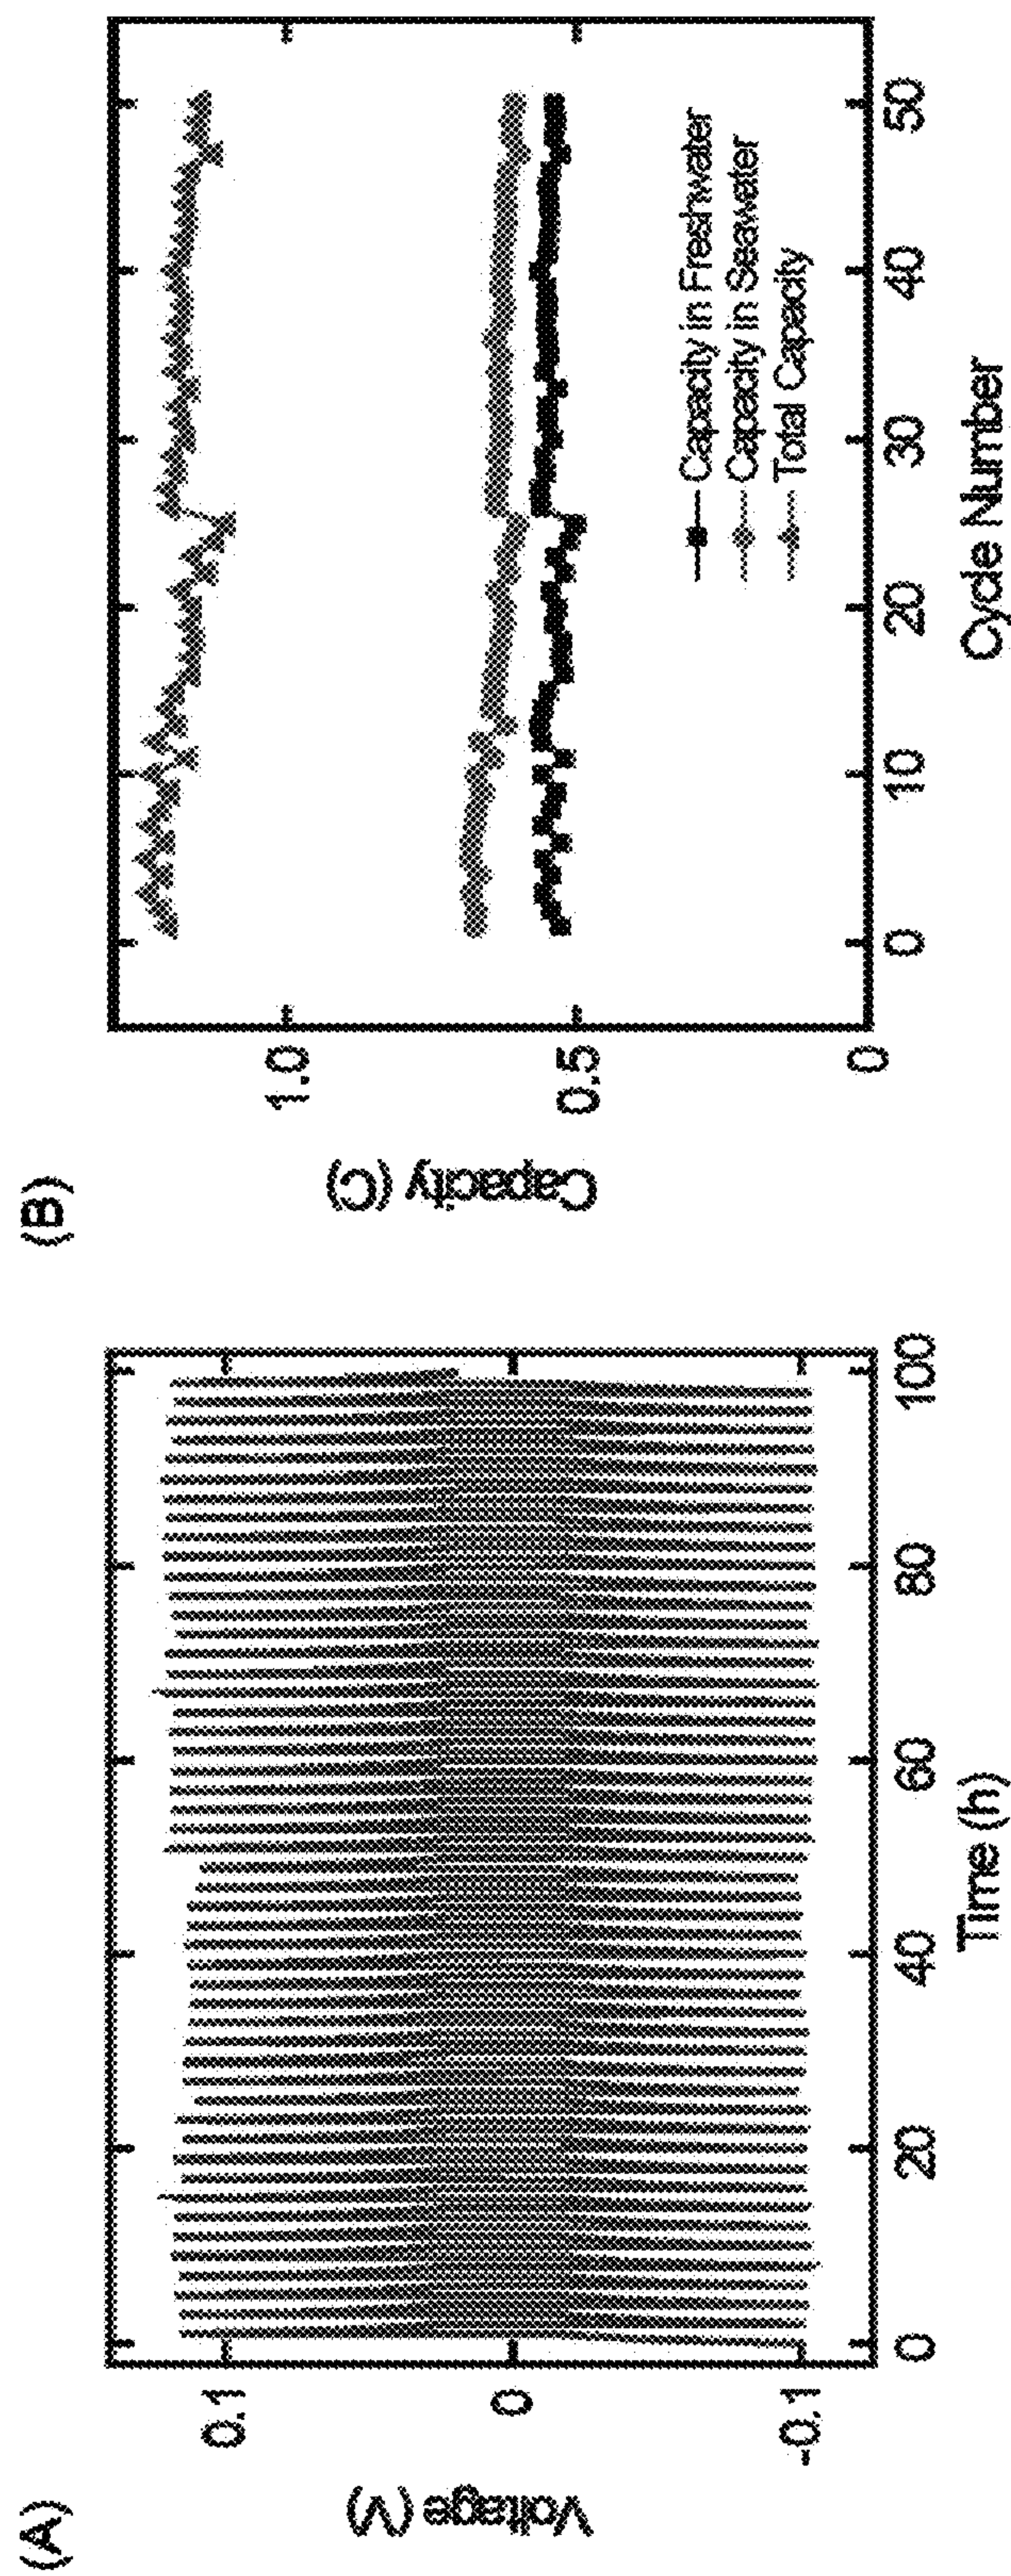 (A)
Voltage (V)
0.1
0
-0.1
0
20
40
60
80
100
Time (h)
(B)
Capacity (C)
1.0
0.5
0
Capacity in Freshwater
Capacity in Seawater
Total Capacity
0
10
20
30
40
50
Cycle Number